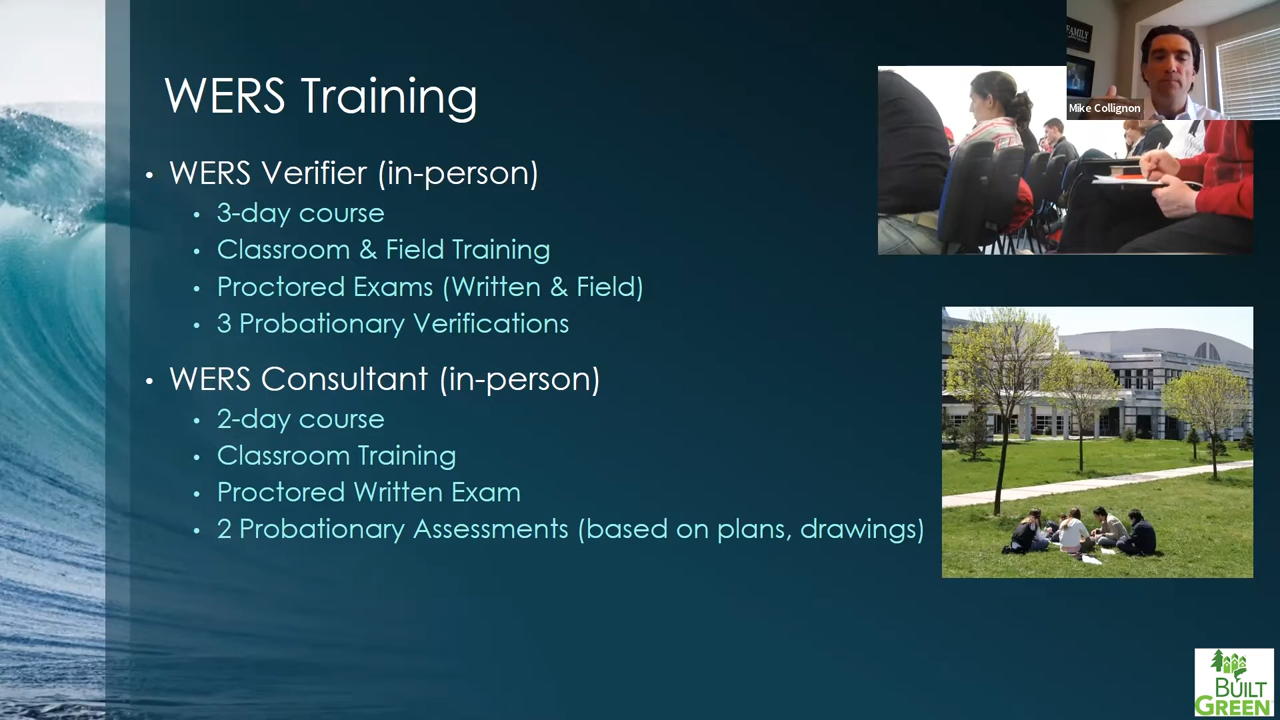 WERS Training
• WERS Verifier (in-person)
• 3-day course
• Classroom & Field Training
• Proctored Exams (Written & Field)
• 3 Probationary Verifications
• WERS Consultant (in-person)
• 2-day course
• Classroom Training
• Proctored Written Exam
• 2 Probationary Assessments (based on plans, drawings)
FAMILY
Mike Collignon
BUILT
GREEN